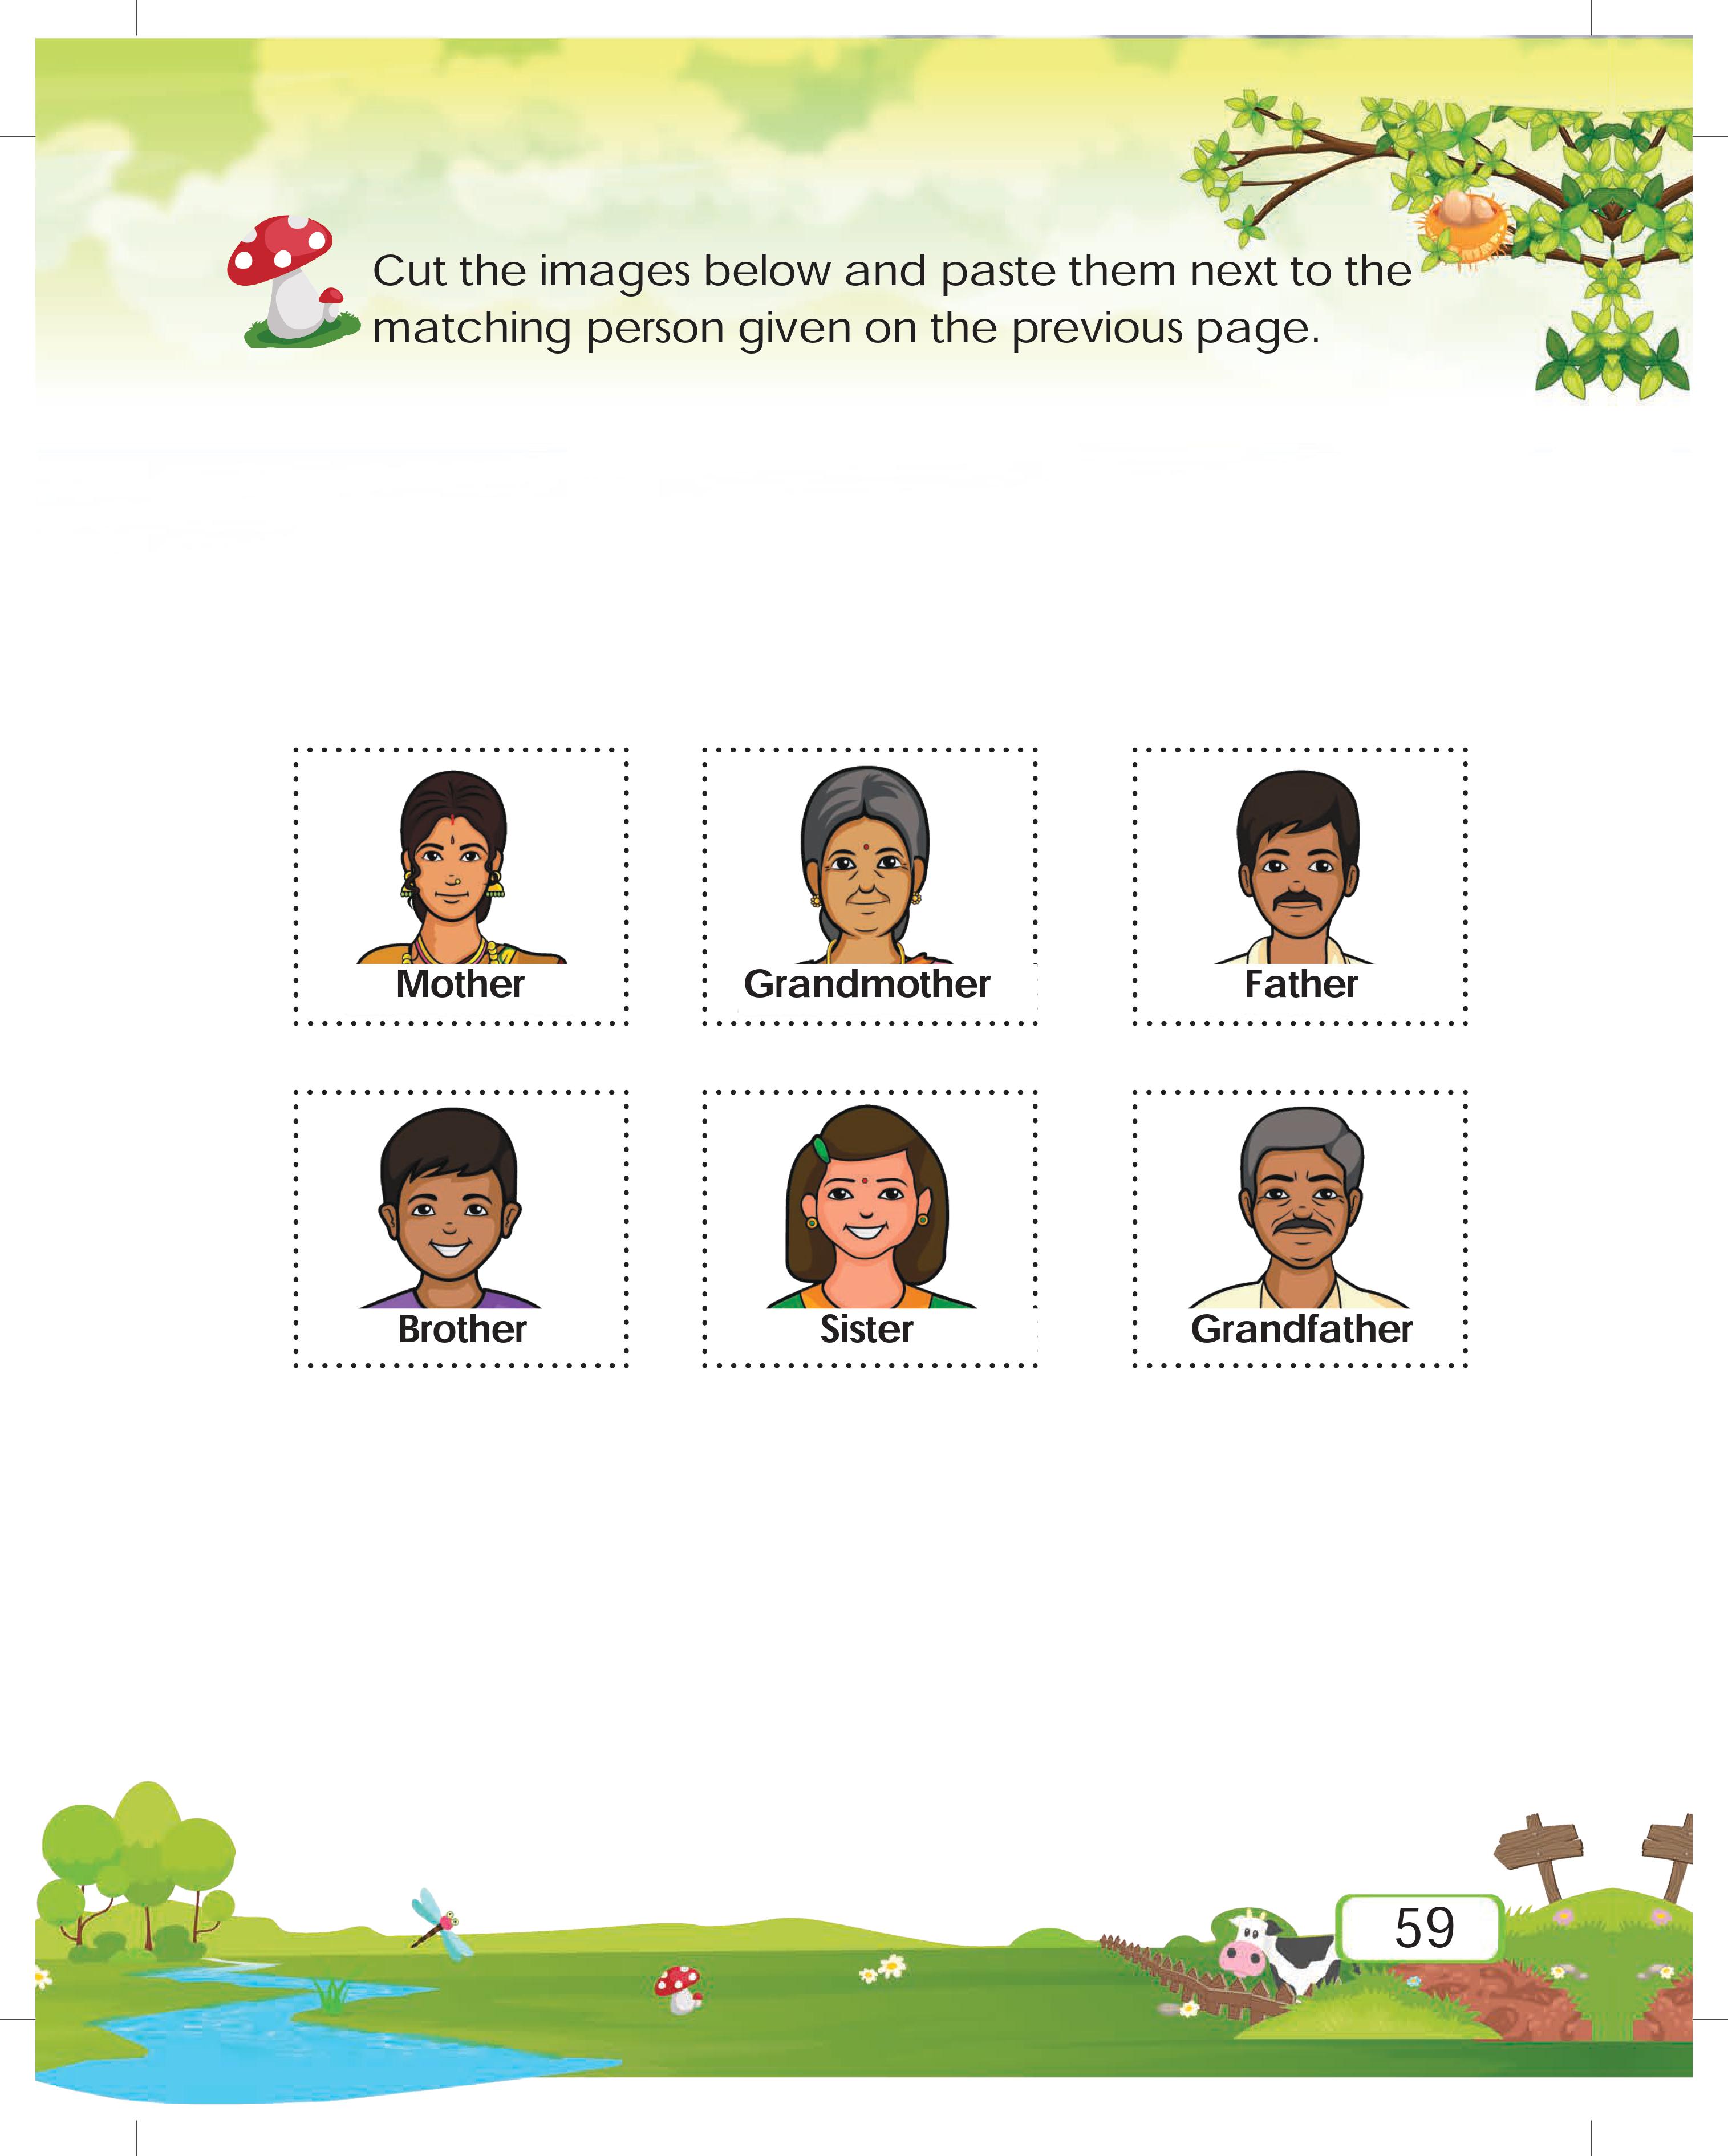 Cut the images below and paste them next to the
matching person given on the previous page.
Mother
Grandmother
Father
Brother
Sister
Grandfather
59